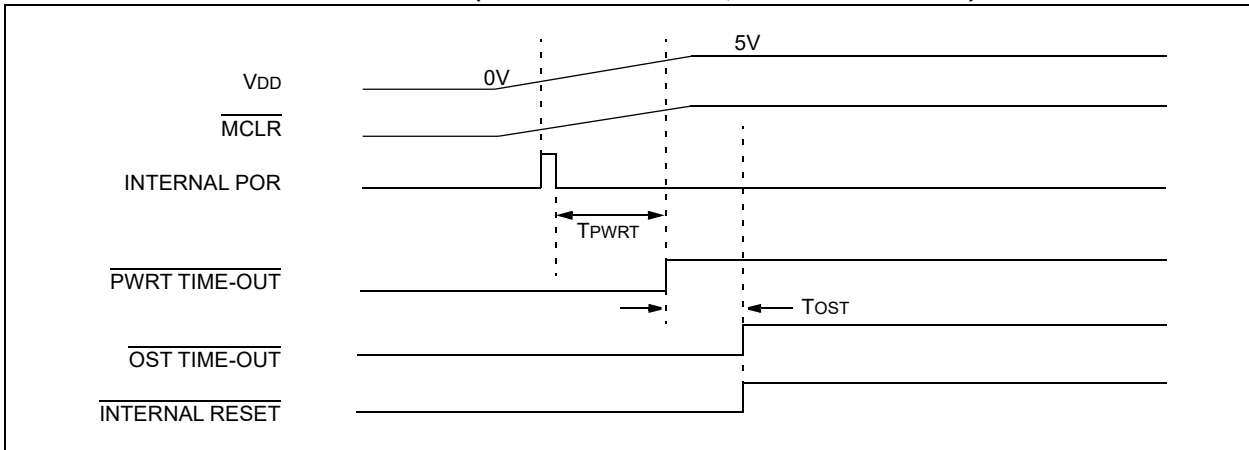 5V
0V
VDD
MCLR
INTERNAL POR
TPWRT
PWRT TIME-OUT
TOST
OST TIME-OUT
INTERNAL RESET